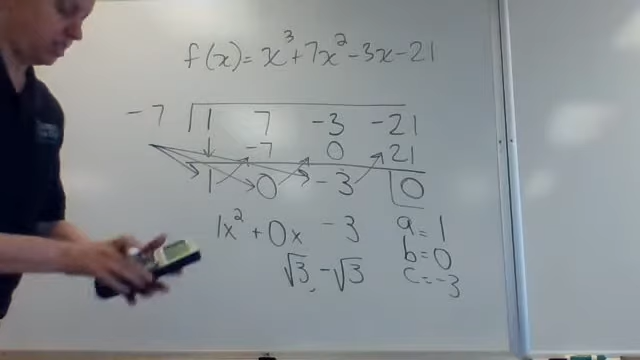 f(x) = x³ + 7x² - 3x - 21
-7 1 7 -3 -21
-7 0 21
1 0 -3 0
1x² + 0x - 3
a = 1
b = 0
√3, -√3
c = -3